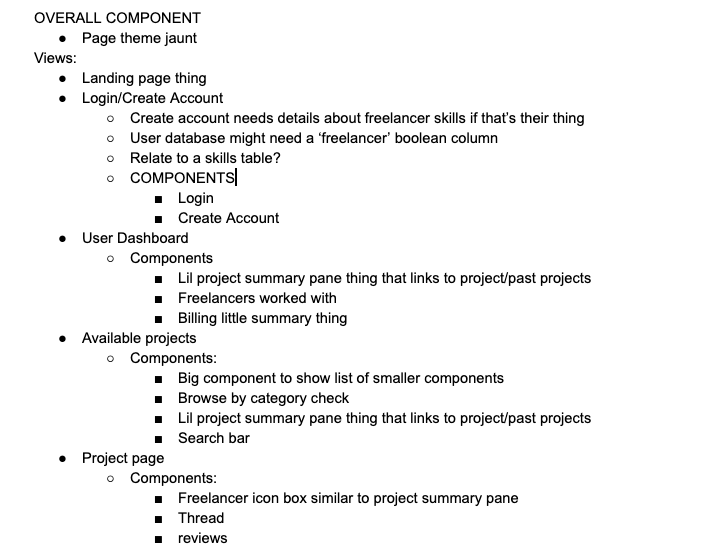 OVERALL COMPONENT
● Page theme jaunt
Views:
● Landing page thing
● Login/Create Account
○ Create account needs details about freelancer skills if that's their thing
○ User database might need a 'freelancer' boolean column
○ Relate to a skills table?
○ COMPONENTS
■ Login
■ Create Account
● User Dashboard
○ Components
■ Lil project summary pane thing that links to project/past projects
■ Freelancers worked with
■ Billing little summary thing
● Available projects
○ Components:
■ Big component to show list of smaller components
■ Browse by category check
■ Lil project summary pane thing that links to project/past projects
■ Search bar
● Project page
○ Components:
■ Freelancer icon box similar to project summary pane
■ Thread
■ reviews